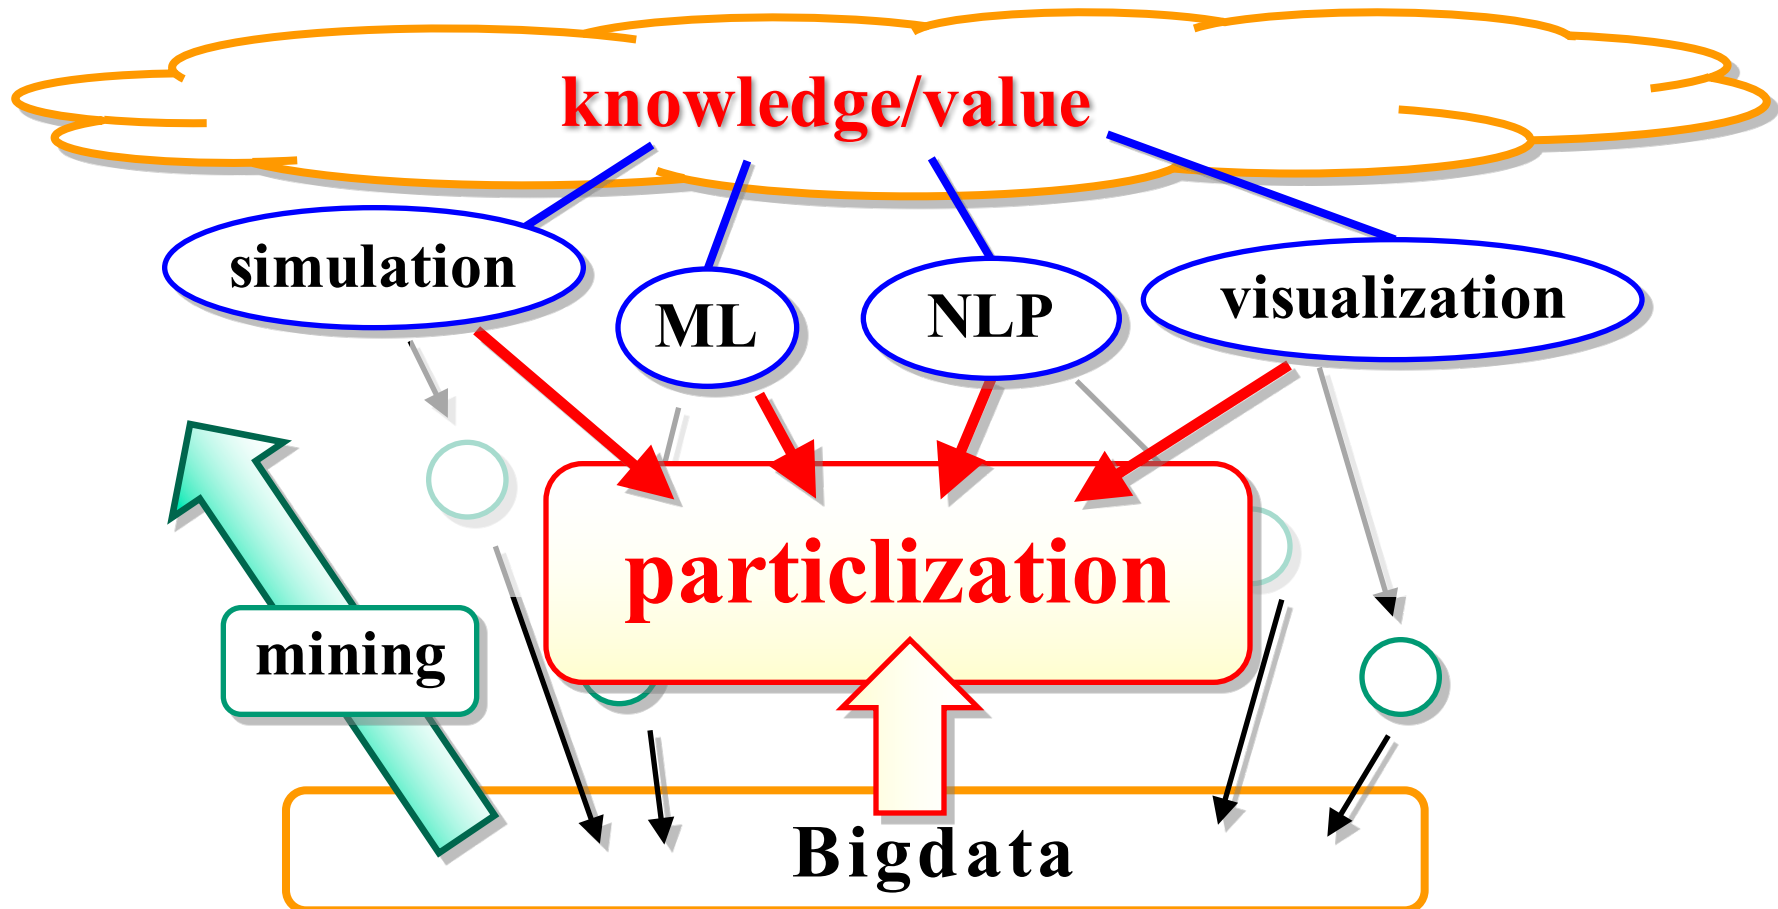 knowledge/value
simulation
ML
NLP
visualization
particlization
mining
Bigdata